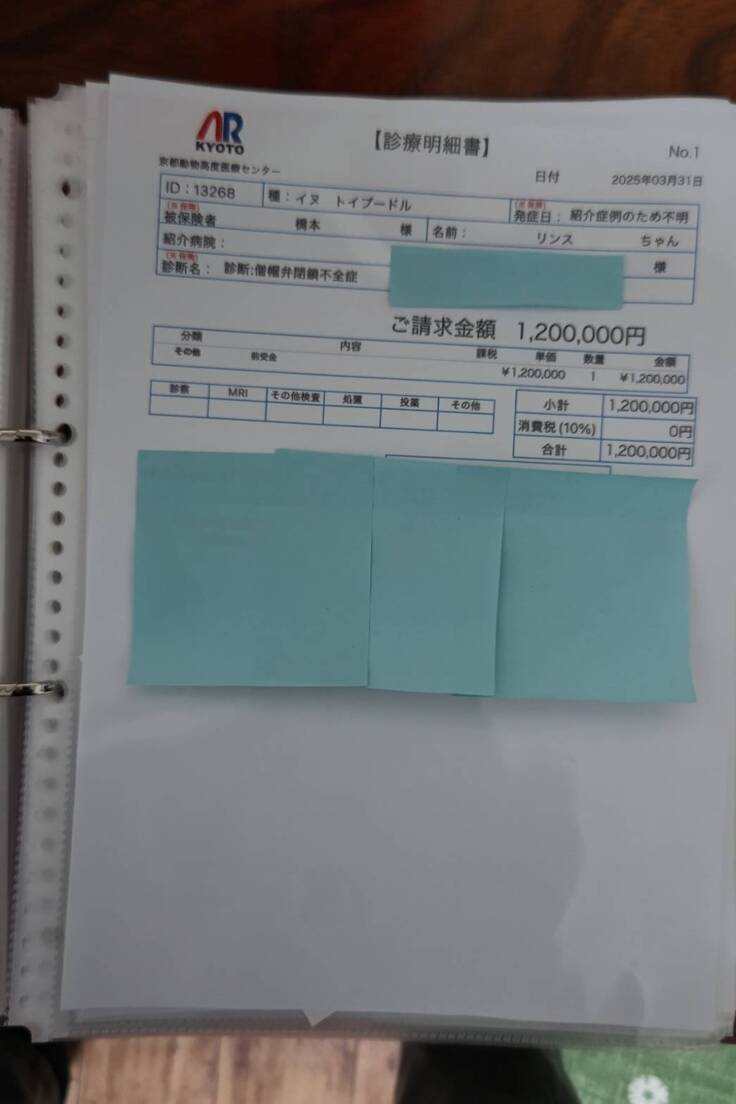 AR
KYOTO
【診療明細書】
No.1
京都動物高度医療センター
日付 2025年03月31日
ID：13268 種：イヌ トイプードル
(※保険) 発症日： 紹介症例のため不明
(※保険) 被保険者 橋本 様 名前： リンス ちゃん
紹介病院： 様
(※保険) 診断名： 診断:僧帽弁閉鎖不全症
ご請求金額 1,200,000円
分類 内容 課税 単価 数量 金額
その他 前受金 ¥1,200,000 1 ¥1,200,000
診察 MRI その他検査 処置 投薬 その他
小計 1,200,000円
消費税(10%) 0円
合計 1,200,000円